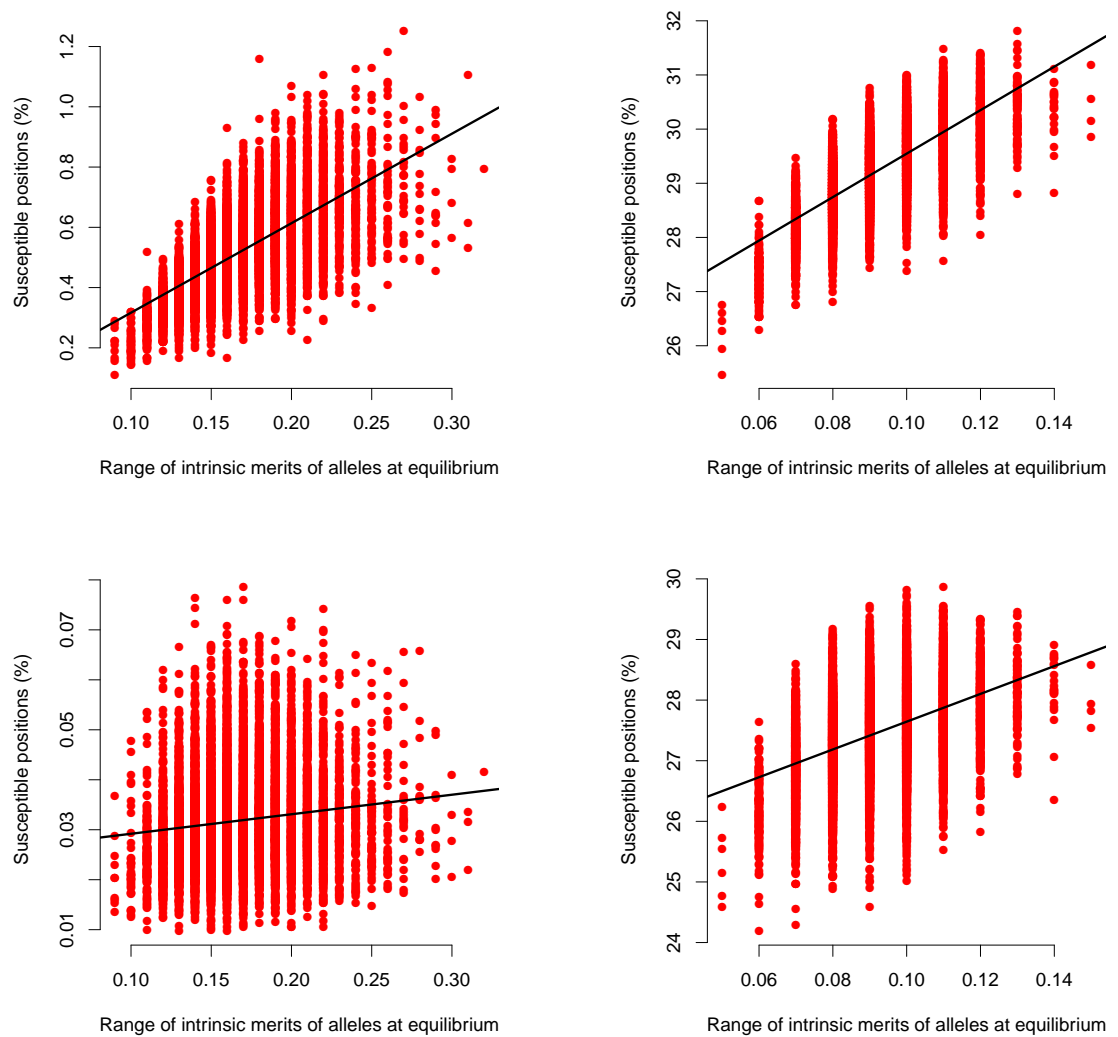 Susceptible positions (%)
1.2
1.0
0.8
0.6
0.4
0.2
0.10 0.15 0.20 0.25 0.30
Range of intrinsic merits of alleles at equilibrium
Susceptible positions (%)
32
31
30
29
28
27
26
0.06 0.08 0.10 0.12 0.14
Range of intrinsic merits of alleles at equilibrium
Susceptible positions (%)
0.07
0.05
0.03
0.01
0.10 0.15 0.20 0.25 0.30
Range of intrinsic merits of alleles at equilibrium
Susceptible positions (%)
30
29
28
27
26
25
24
0.06 0.08 0.10 0.12 0.14
Range of intrinsic merits of alleles at equilibrium